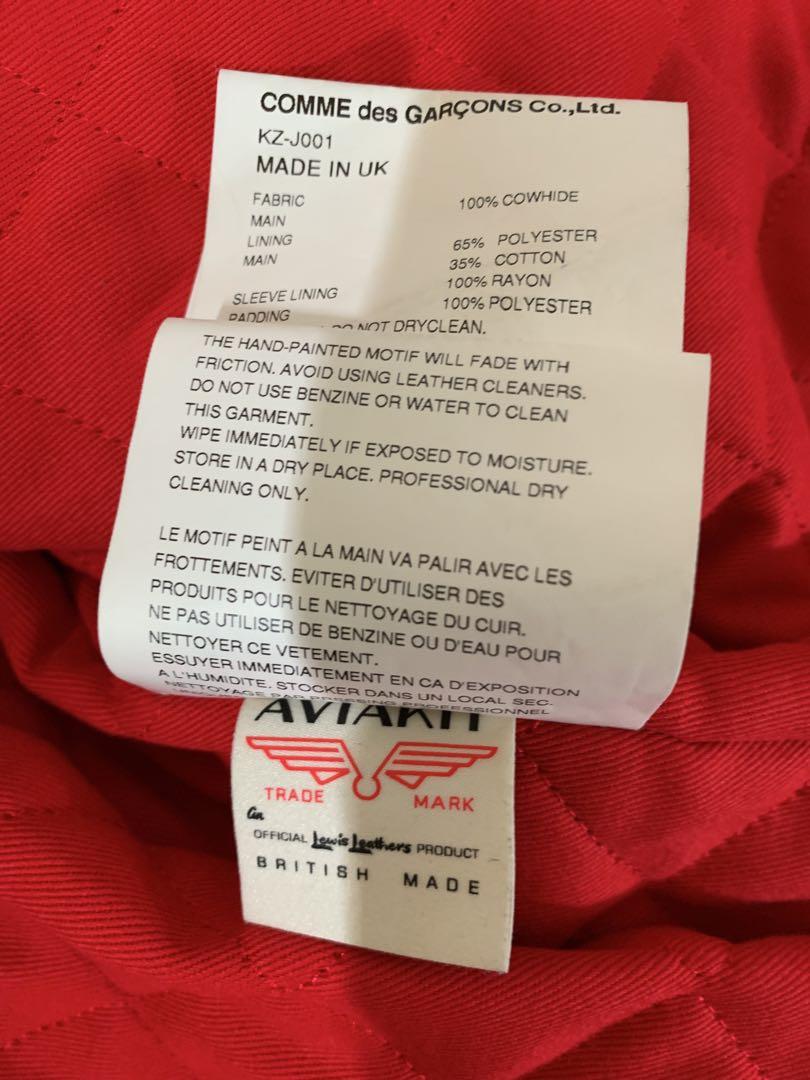 COMME des GARÇONS Co.,Ltd.
KZ-J001
MADE IN UK
FABRIC
MAIN 100% COWHIDE
LINING
MAIN 65% POLYESTER
35% COTTON
SLEEVE LINING 100% RAYON
PADDING 100% POLYESTER
DO NOT DRYCLEAN.
THE HAND-PAINTED MOTIF WILL FADE WITH
FRICTION. AVOID USING LEATHER CLEANERS.
DO NOT USE BENZINE OR WATER TO CLEAN
THIS GARMENT.
WIPE IMMEDIATELY IF EXPOSED TO MOISTURE.
STORE IN A DRY PLACE. PROFESSIONAL DRY
CLEANING ONLY.
LE MOTIF PEINT A LA MAIN VA PALIR AVEC LES
FROTTEMENTS. EVITER D'UTILISER DES
PRODUITS POUR LE NETTOYAGE DU CUIR.
NE PAS UTILISER DE BENZINE OU D'EAU POUR
NETTOYER CE VETEMENT.
ESSUYER IMMEDIATEMENT EN CA D'EXPOSITION
A L'HUMIDITE. STOCKER DANS UN LOCAL SEC.
NETTOYAGE PAR PRESSING PROFESSIONNEL
AVIAKIT
TRADE MARK
An
OFFICIAL Lewis Leathers PRODUCT
BRITISH MADE